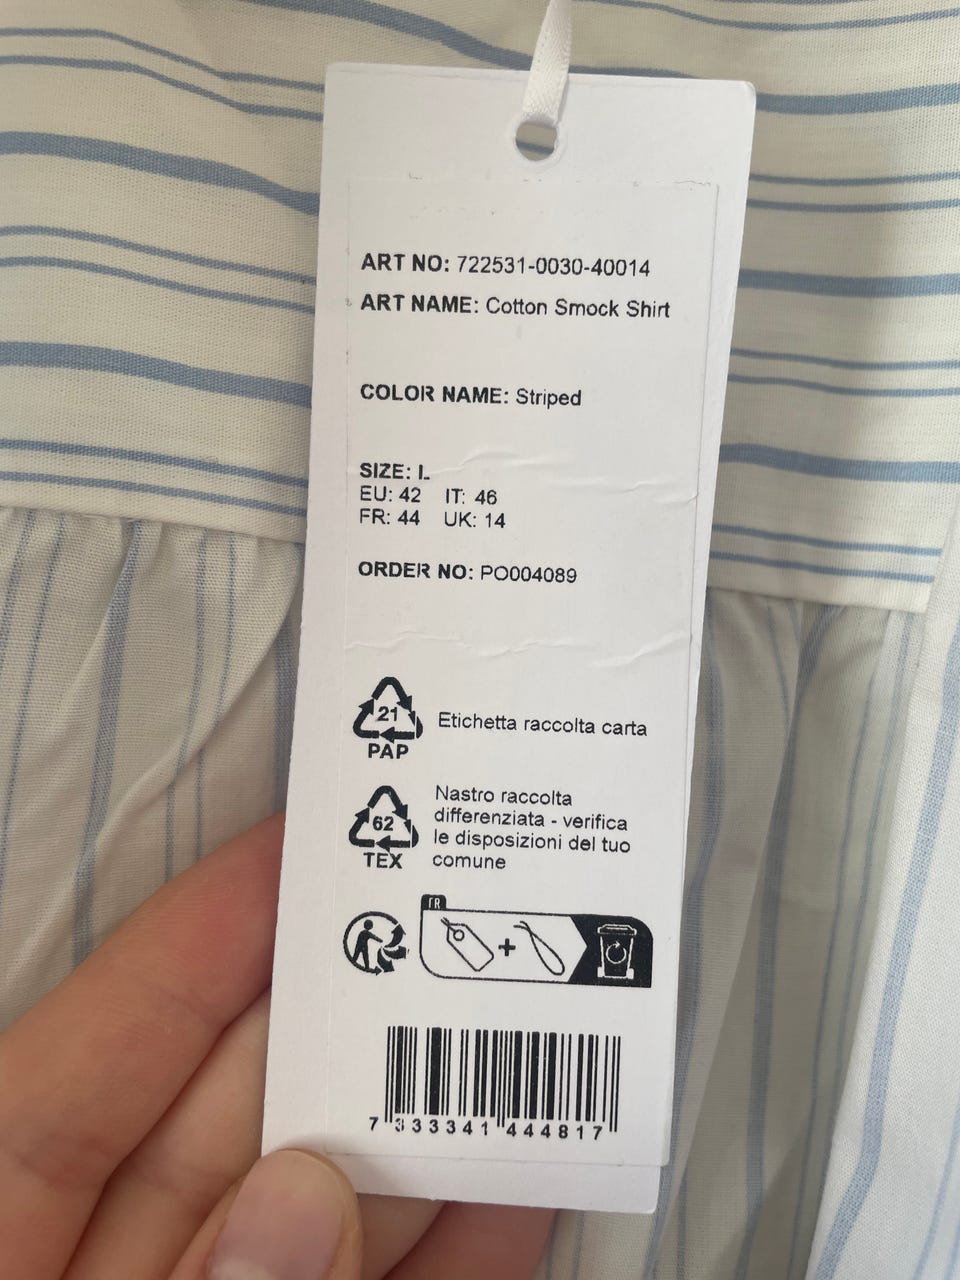 ART NO: 722531-0030-40014
ART NAME: Cotton Smock Shirt
COLOR NAME: Striped
SIZE: L
EU: 42 IT: 46
FR: 44 UK: 14
ORDER NO: PO004089
21
PAP
Etichetta raccolta carta
62
TEX
Nastro raccolta
differenziata - verifica
le disposizioni del tuo
comune
FR
+
7 333341 444817